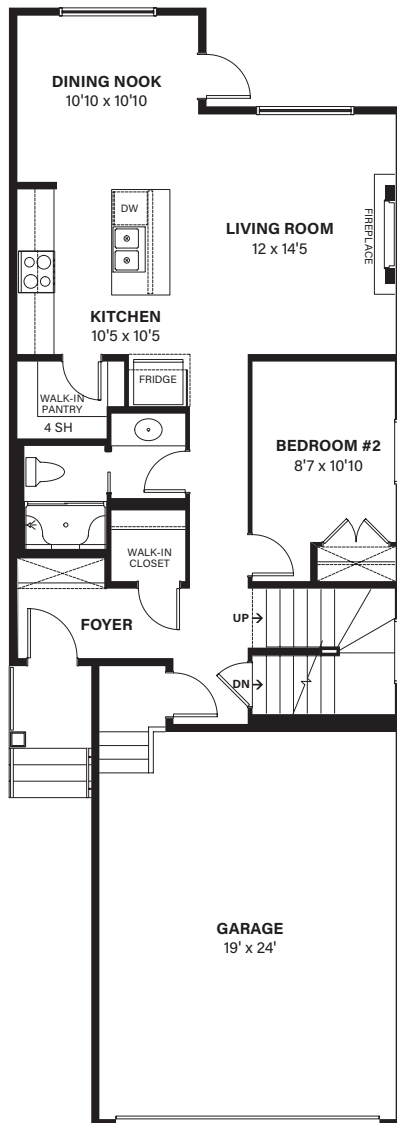 DINING NOOK
10'10 x 10'10
DW
LIVING ROOM
12 x 14'5
FIREPLACE
KITCHEN
10'5 x 10'5
FRIDGE
WALK-IN
PANTRY
4 SH
BEDROOM #2
8'7 x 10'10
WALK-IN
CLOSET
FOYER
UP
DN
GARAGE
19' x 24'